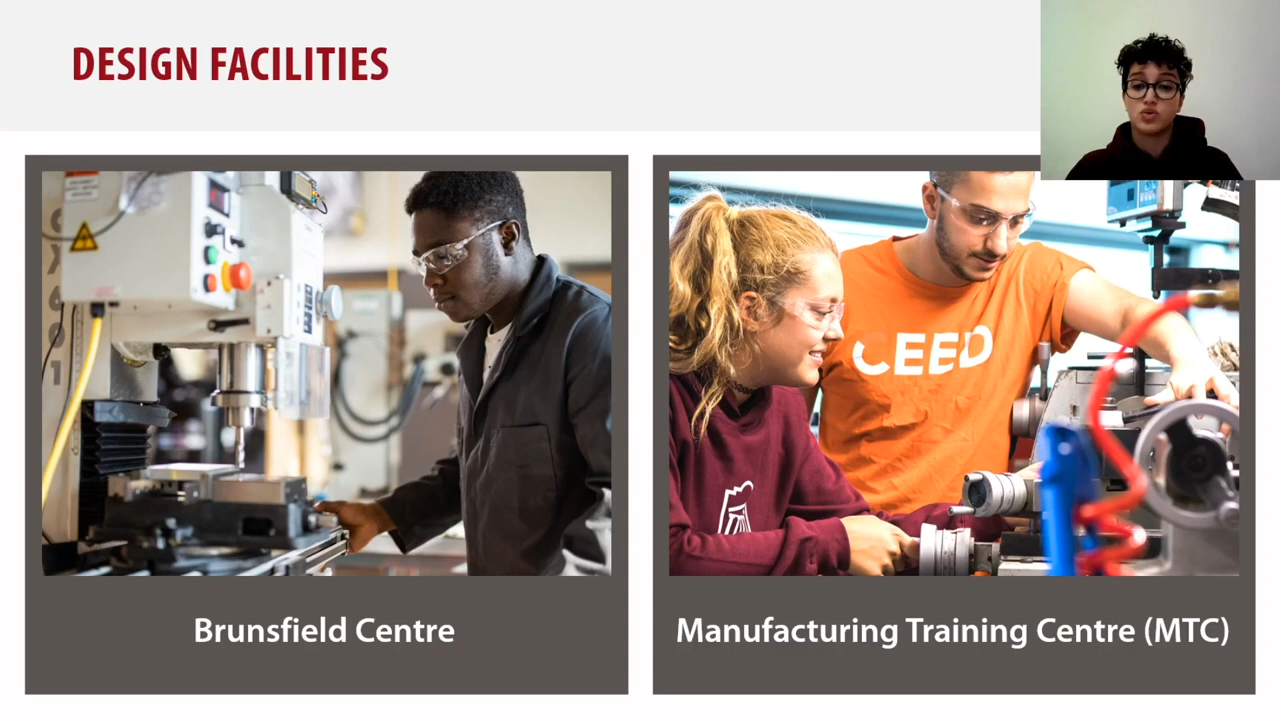 DESIGN FACILITIES
CEED
Brunsfield Centre
Manufacturing Training Centre (MTC)